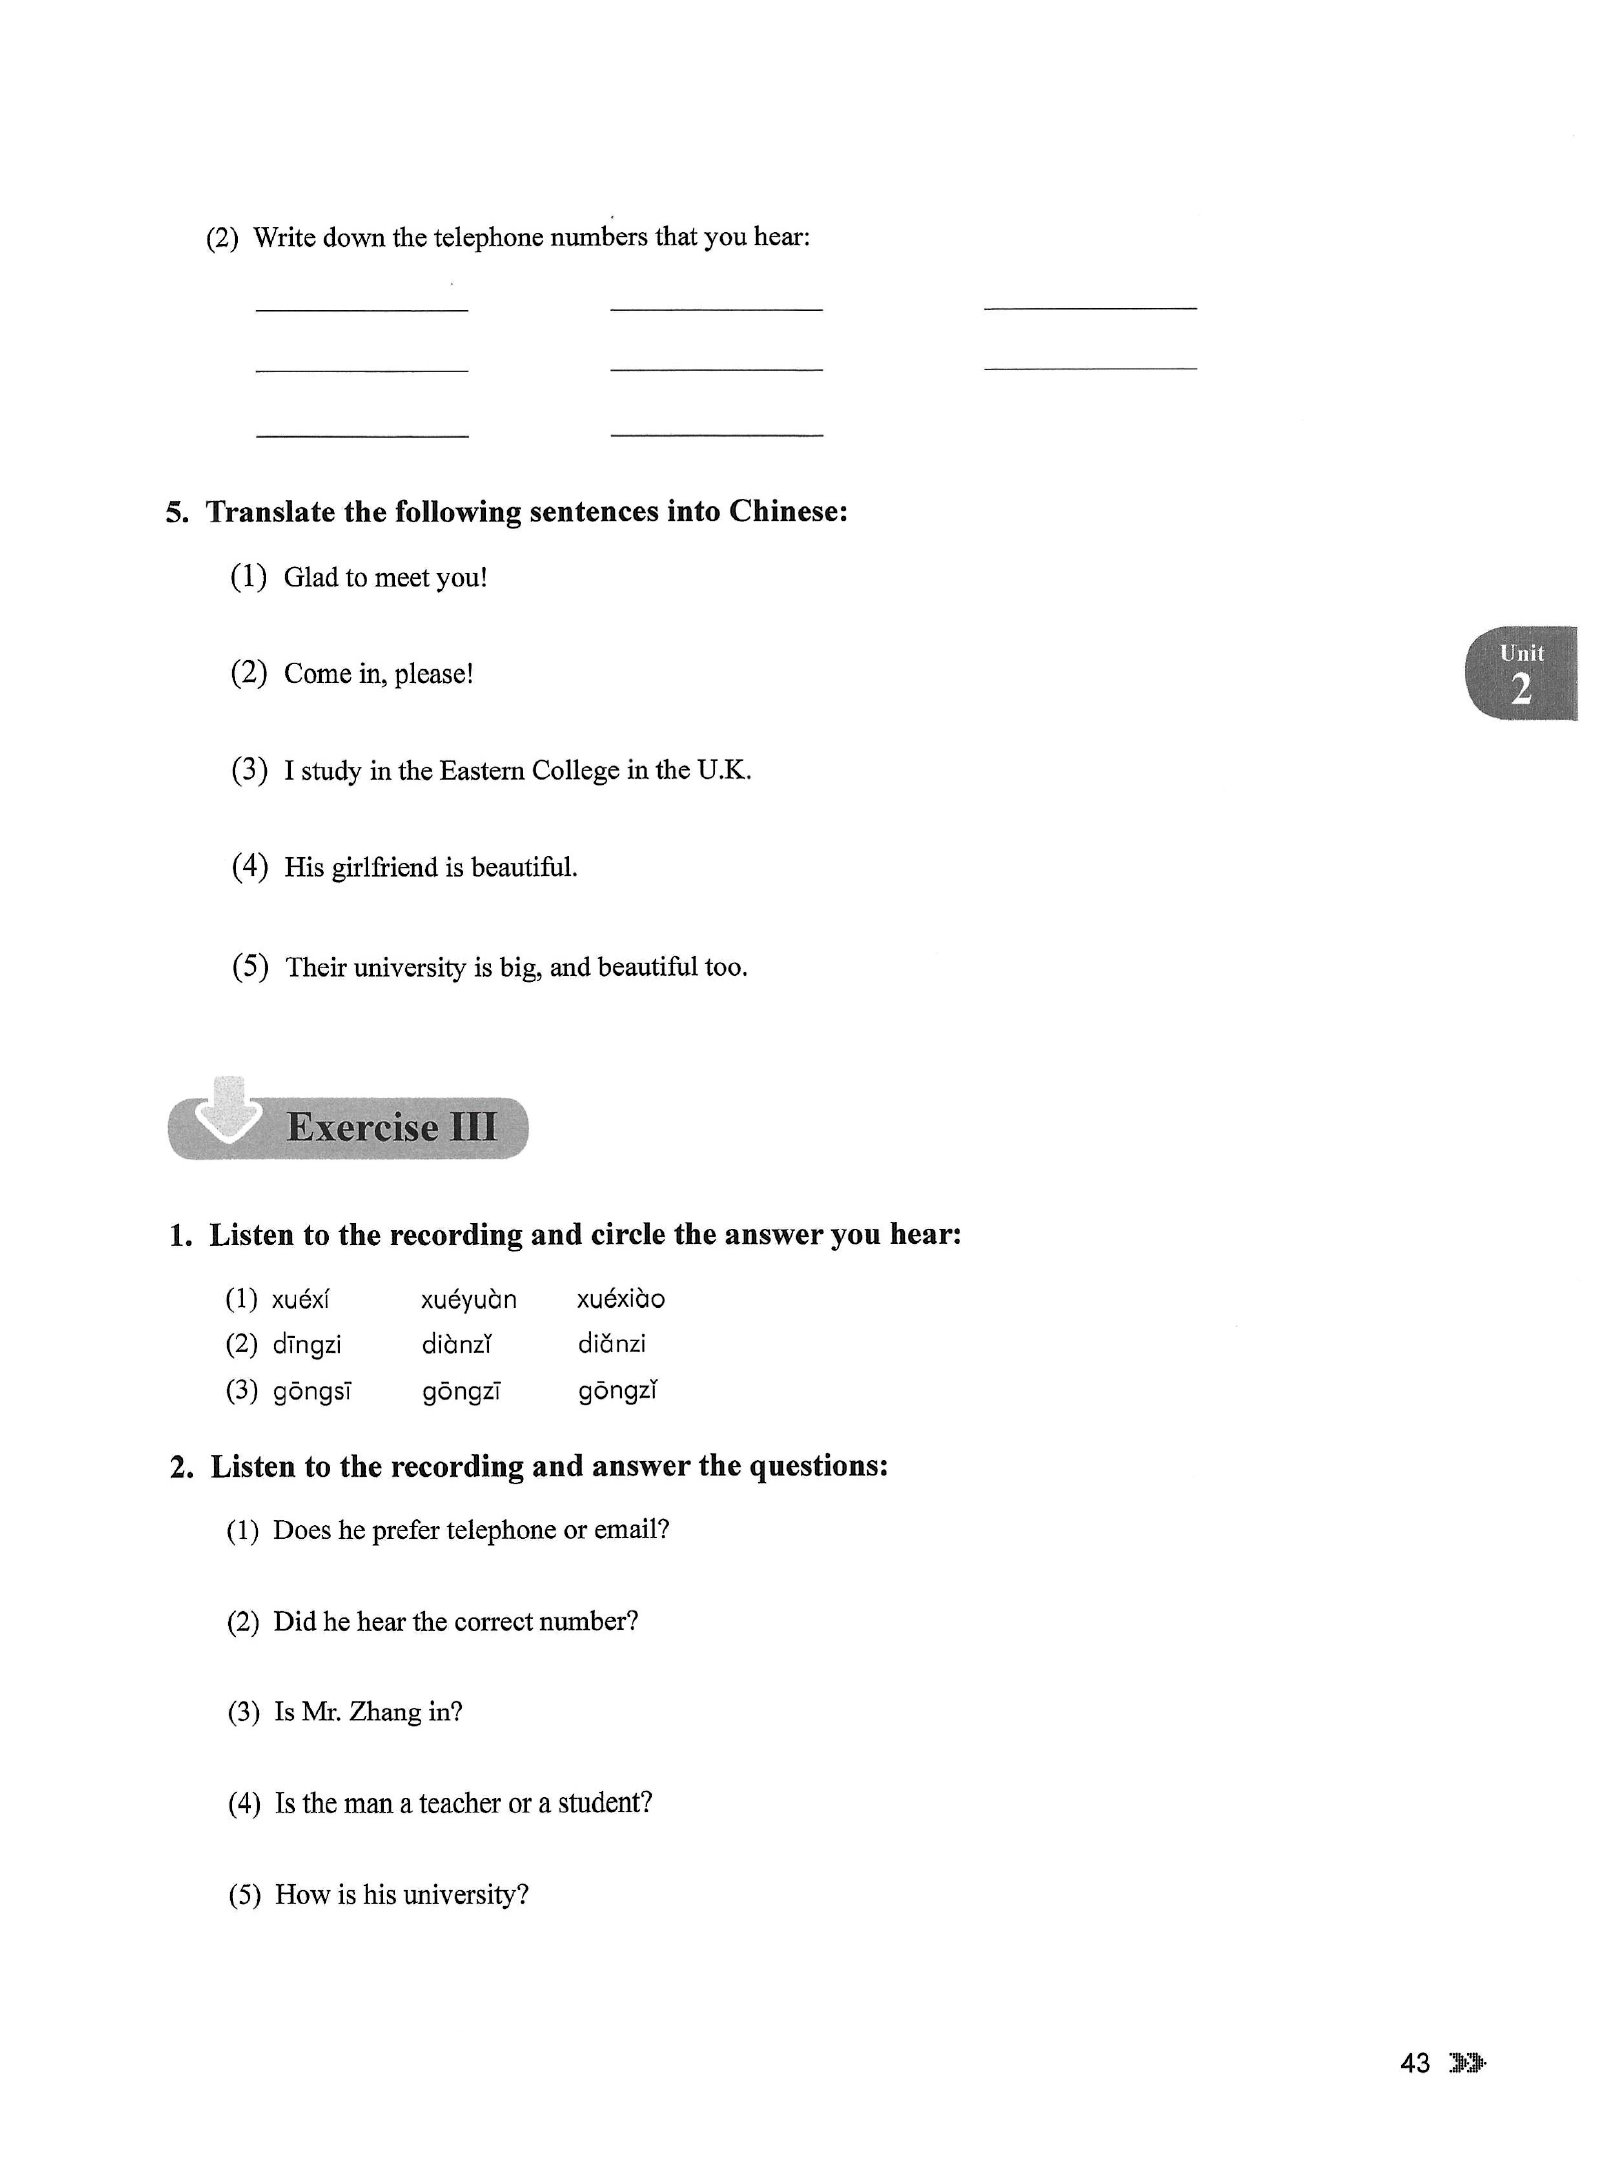 (2) Write down the telephone numbers that you hear:
5. Translate the following sentences into Chinese:
(1) Glad to meet you!
(2) Come in, please!
(3) I study in the Eastern College in the U.K.
(4) His girlfriend is beautiful.
(5) Their university is big, and beautiful too.
Unit
2
Exercise III
1. Listen to the recording and circle the answer you hear:
(1) xuéxí xuéyuàn xuéxiào
(2) dīngzi diànzǐ diǎnzi
(3) gōngsī gōngzī gōngzǐ
2. Listen to the recording and answer the questions:
(1) Does he prefer telephone or email?
(2) Did he hear the correct number?
(3) Is Mr. Zhang in?
(4) Is the man a teacher or a student?
(5) How is his university?
43